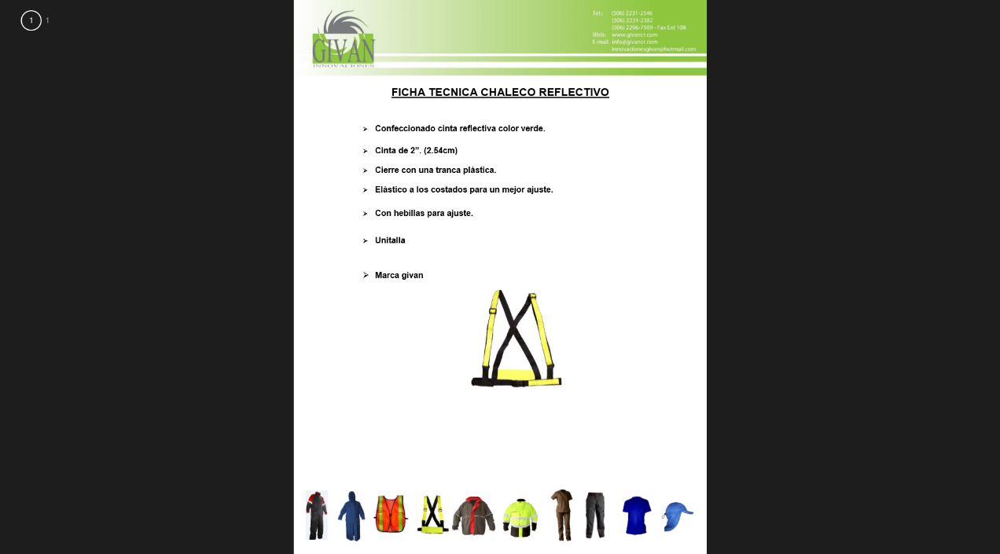 1 1
GIVAN
INNOVACIONES
Tel.: (506) 2231-2546
(506) 2231-2382
(506) 2296-7989 - Fax Ext 108
Web: www.givancr.com
E-mail: info@givancr.com
innovacionesgivan@hotmail.com
FICHA TECNICA CHALECO REFLECTIVO
➢ Confeccionado cinta reflectiva color verde.
➢ Cinta de 2”. (2.54cm)
➢ Cierre con una tranca plástica.
➢ Elástico a los costados para un mejor ajuste.
➢ Con hebillas para ajuste.
➢ Unitalla
➢ Marca givan